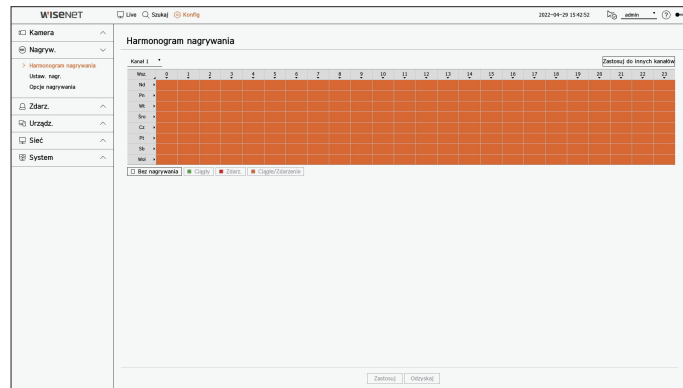 WISENET
Live Szukaj Konfig
2022-04-29 15:42:52
admin
?
Kamera
Nagryw.
> Harmonogram nagrywania
Ustaw. nagr.
Opcje nagrywania
Zdarz.
Urządz.
Sieć
System
Harmonogram nagrywania
Kanał 1
Zastosuj do innych kanałów
Wsz. 0 1 2 3 4 5 6 7 8 9 10 11 12 13 14 15 16 17 18 19 20 21 22 23
Nd
Pn
Wt
Śro
Cz
Pt
Sb
Wol
Bez nagrywania Ciągły Zdarz. Ciągłe/Zdarzenie
Zastosuj Odzyskaj